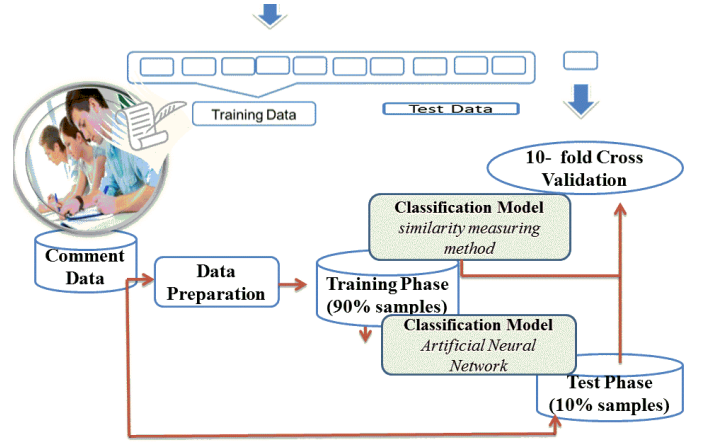 Training Data
Test Data
10- fold Cross
Validation
Classification Model
similarity measuring
method
Comment
Data
Data
Preparation
Training Phase
(90% samples)
Classification Model
Artificial Neural
Network
Test Phase
(10% samples)